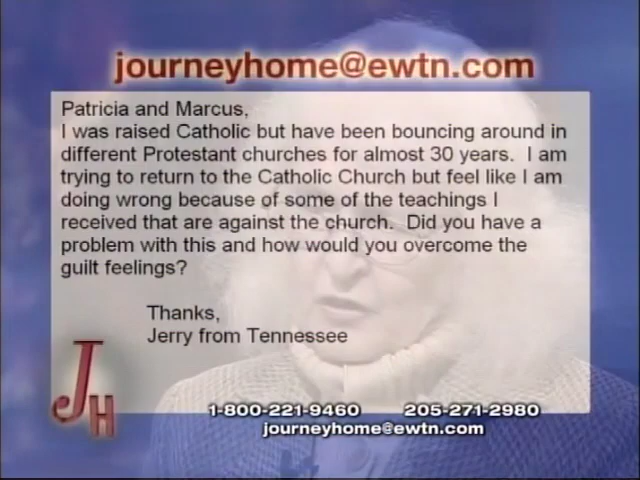 journeyhome@ewtn.com
Patricia and Marcus,
I was raised Catholic but have been bouncing around in
different Protestant churches for almost 30 years.  I am
trying to return to the Catholic Church but feel like I am
doing wrong because of some of the teachings I
received that are against the church.  Did you have a
problem with this and how would you overcome the
guilt feelings?
Thanks,
Jerry from Tennessee
JH
1-800-221-9460 205-271-2980
journeyhome@ewtn.com